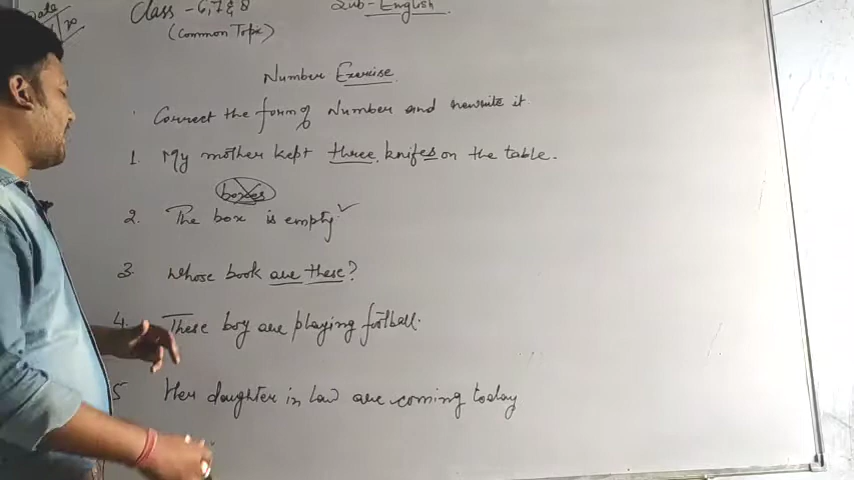 Date
Class - 6, 7 & 8
Sub - English
(Common Topic)
Number Exercise
Correct the form of Number and rewrite it.
1. My mother kept three knifes on the table.
boxes
2. The box is empty. ✓
3. Whose book are these?
4. These boy are playing football.
5 Her daughter in law are coming today